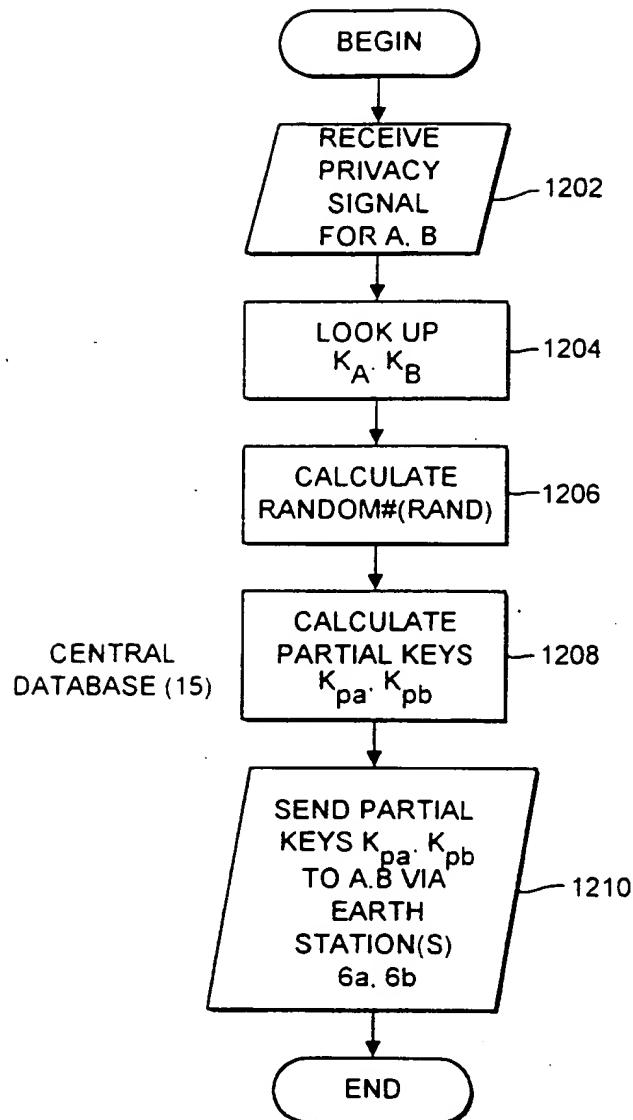 BEGIN
RECEIVE
PRIVACY
SIGNAL
FOR A, B
1202
LOOK UP
K_A, K_B
1204
CALCULATE
RANDOM#(RAND)
1206
CALCULATE
PARTIAL KEYS
K_pa, K_pb
1208
CENTRAL
DATABASE (15)
SEND PARTIAL
KEYS K_pa, K_pb
TO A.B VIA
EARTH
STATION(S)
6a, 6b
1210
END